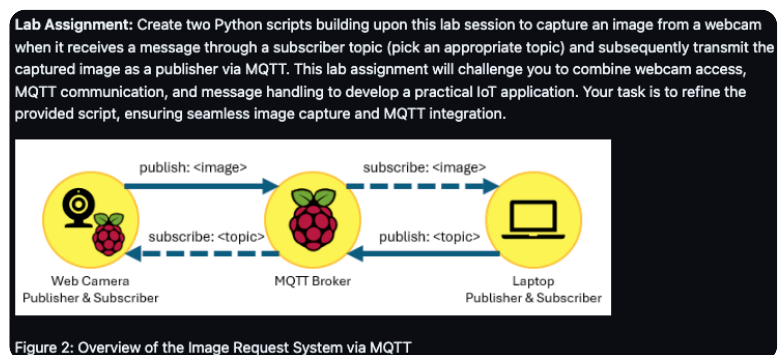 Lab Assignment: Create two Python scripts building upon this lab session to capture an image from a webcam
when it receives a message through a subscriber topic (pick an appropriate topic) and subsequently transmit the
captured image as a publisher via MQTT. This lab assignment will challenge you to combine webcam access,
MQTT communication, and message handling to develop a practical IoT application. Your task is to refine the
provided script, ensuring seamless image capture and MQTT integration.
publish: <image>
subscribe: <image>
subscribe: <topic>
publish: <topic>
Web Camera
Publisher & Subscriber
MQTT Broker
Laptop
Publisher & Subscriber
Figure 2: Overview of the Image Request System via MQTT